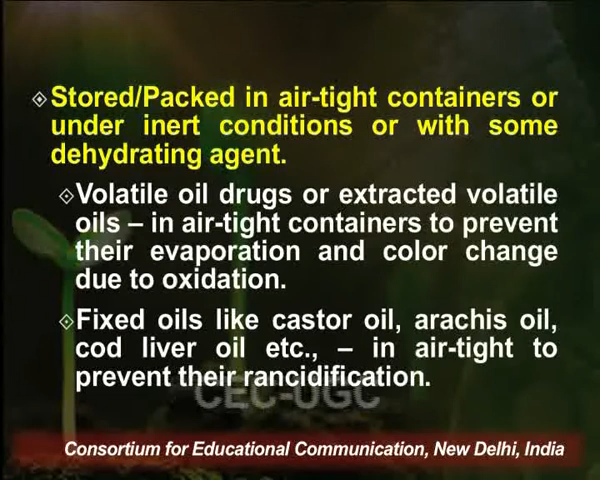 Stored/Packed in air-tight containers or
under inert conditions or with some
dehydrating agent.
Volatile oil drugs or extracted volatile
oils – in air-tight containers to prevent
their evaporation and color change
due to oxidation.
Fixed oils like castor oil, arachis oil,
cod liver oil etc., – in air-tight to
prevent their rancidification.
CEC-UGC
Consortium for Educational Communication, New Delhi, India